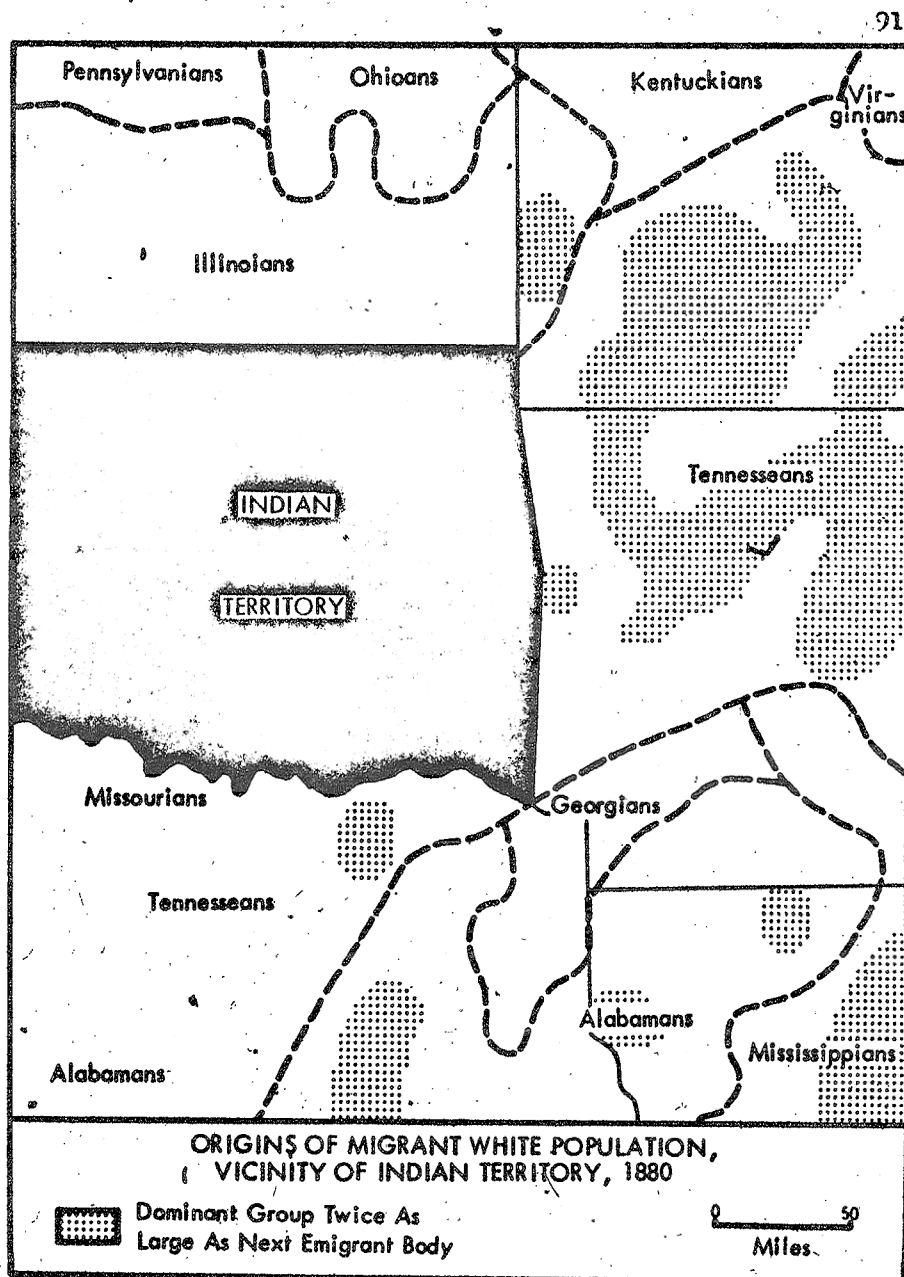 91
Pennsylvanians
Ohioans
Kentuckians
Vir-
ginians
Illinoians
INDIAN
Tennesseans
TERRITORY
Missourians
Georgians
Tennesseans
Alabamans
Mississippians
Alabamans
ORIGINS OF MIGRANT WHITE POPULATION,
VICINITY OF INDIAN TERRITORY, 1880
Dominant Group Twice As
Large As Next Emigrant Body
0 50
Miles